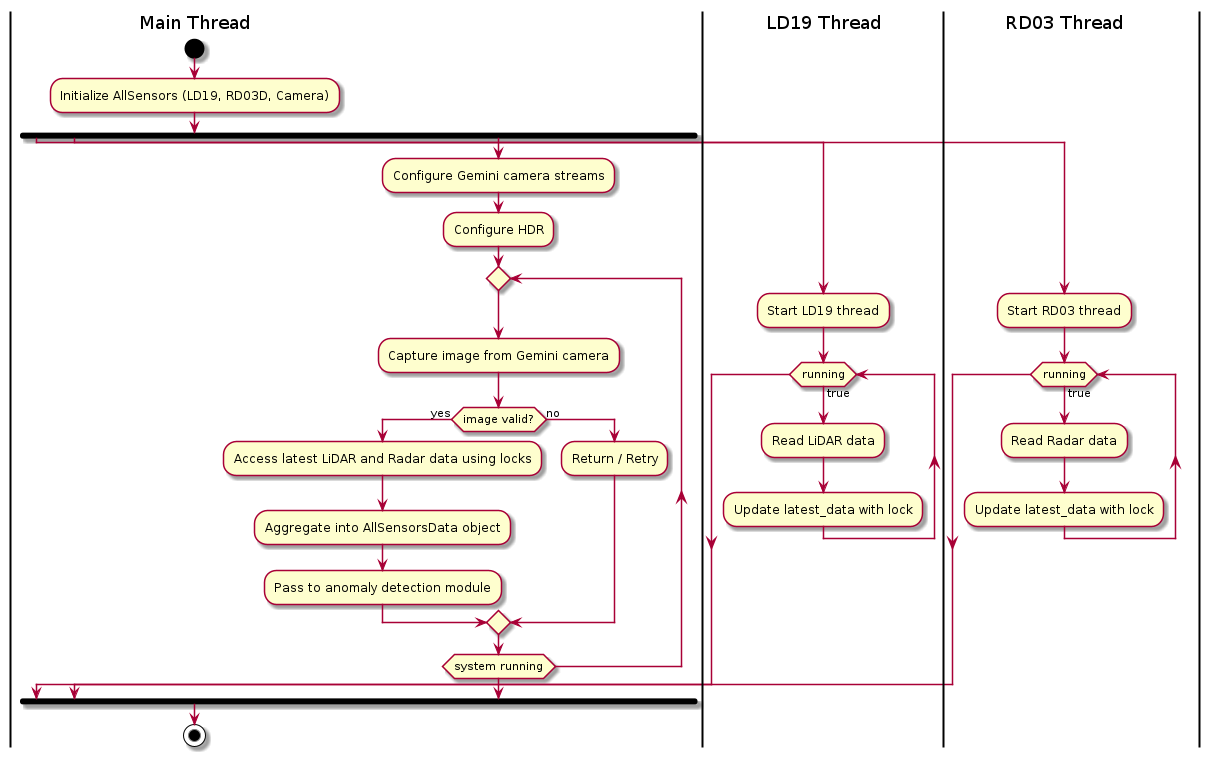 Main Thread
LD19 Thread
RD03 Thread
Initialize AllSensors (LD19, RD03D, Camera)
Configure Gemini camera streams
Configure HDR
Start LD19 thread
Start RD03 thread
Capture image from Gemini camera
running
running
true
true
yes
image valid?
no
Read LiDAR data
Read Radar data
Access latest LiDAR and Radar data using locks
Return / Retry
Update latest_data with lock
Update latest_data with lock
Aggregate into AllSensorsData object
Pass to anomaly detection module
system running